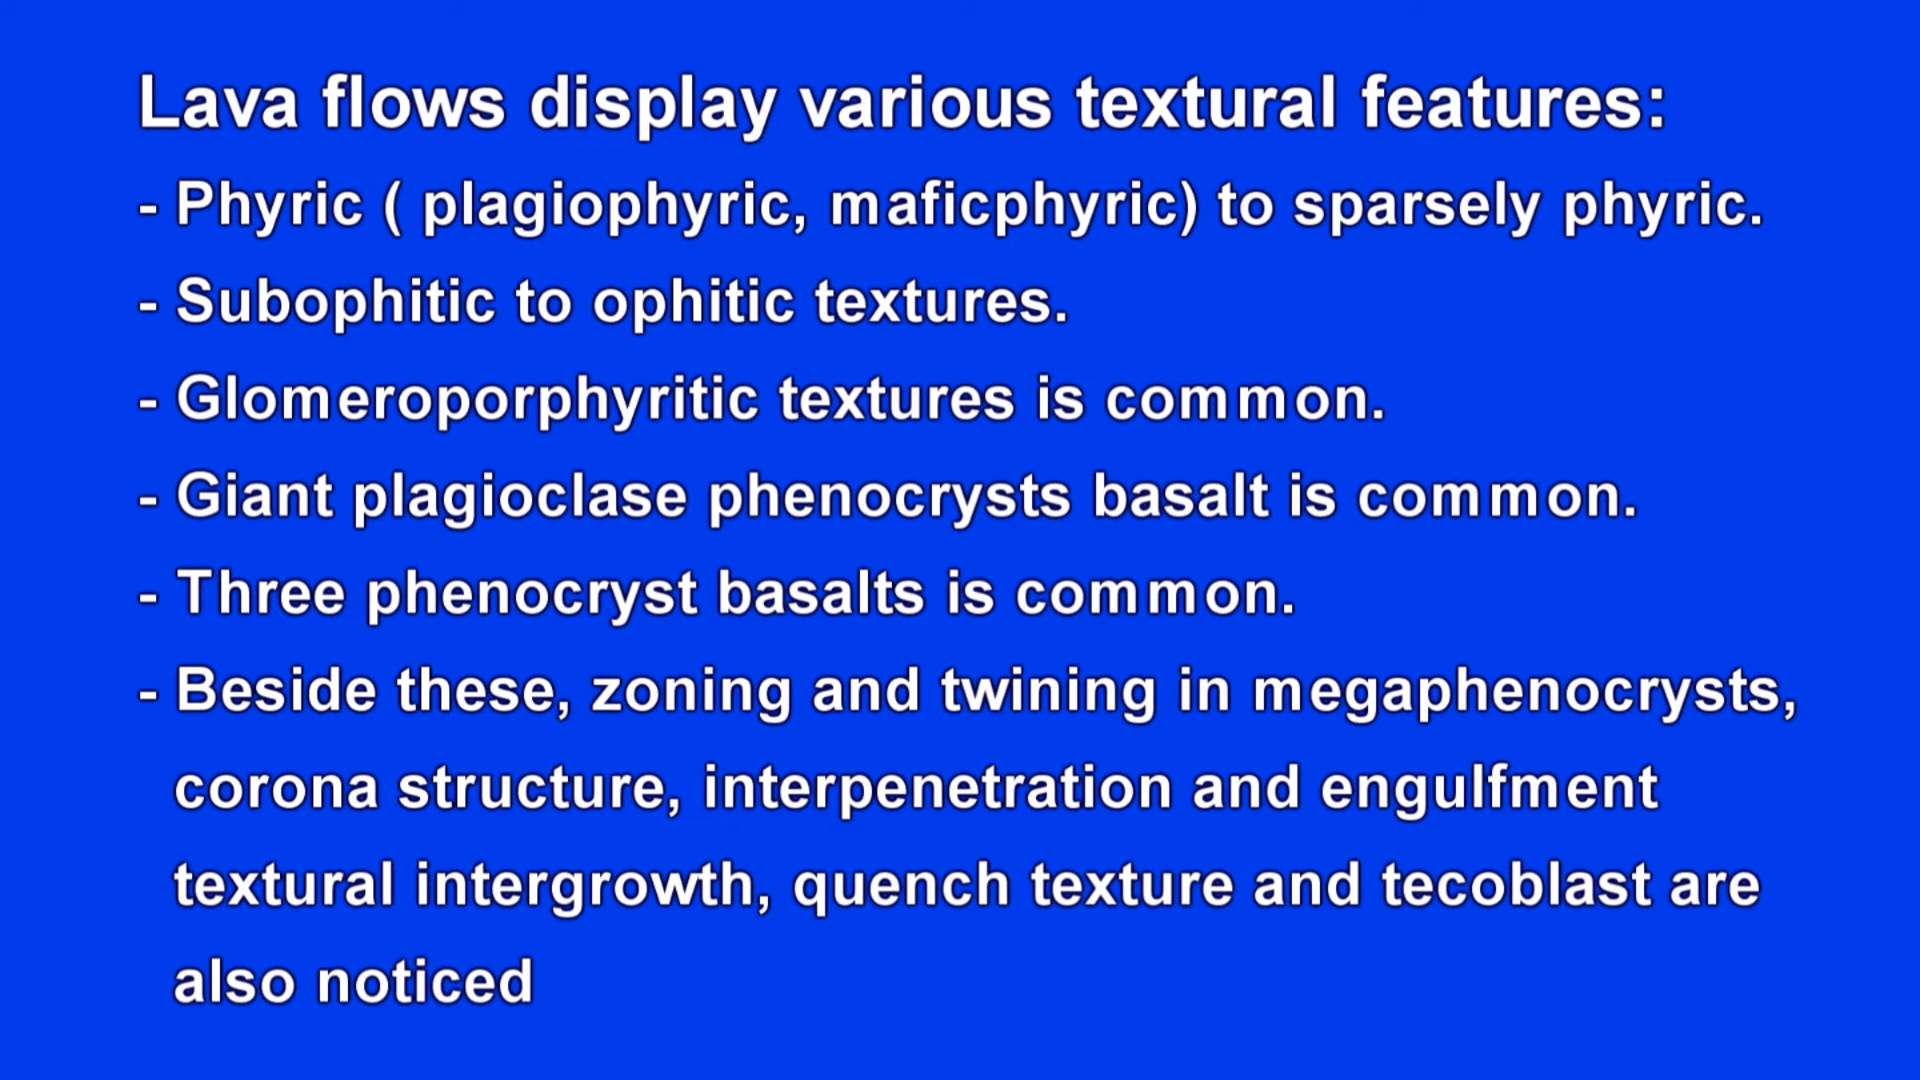 Lava flows display various textural features:
- Phyric ( plagiophyric, maficphyric) to sparsely phyric.
- Subophitic to ophitic textures.
- Glomeroporphyritic textures is common.
- Giant plagioclase phenocrysts basalt is common.
- Three phenocryst basalts is common.
- Beside these, zoning and twining in megaphenocrysts,
corona structure, interpenetration and engulfment
textural intergrowth, quench texture and tecoblast are
also noticed